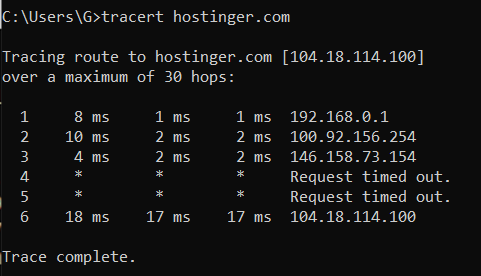 C:\Users\G>tracert hostinger.com
Tracing route to hostinger.com [104.18.114.100]
over a maximum of 30 hops:
1 8 ms 1 ms 1 ms 192.168.0.1
2 10 ms 2 ms 2 ms 100.92.156.254
3 4 ms 2 ms 2 ms 146.158.73.154
4 * * * Request timed out.
5 * * * Request timed out.
6 18 ms 17 ms 17 ms 104.18.114.100
Trace complete.